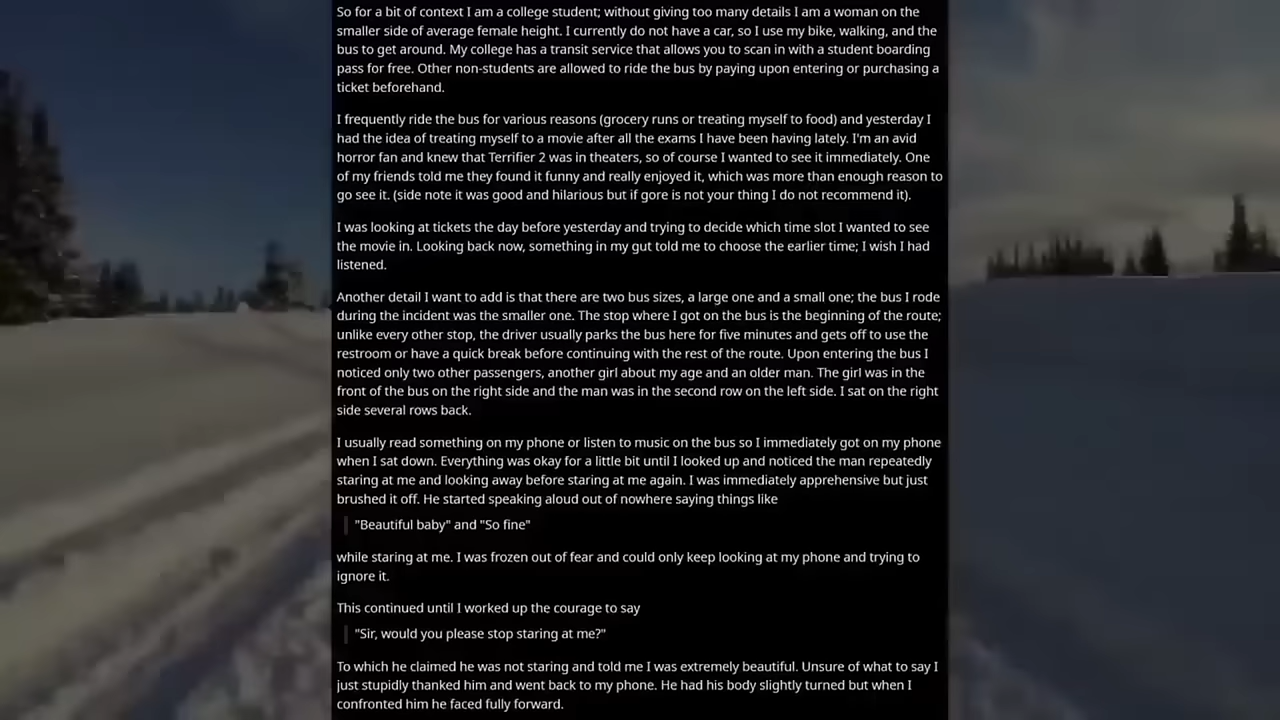 So for a bit of context I am a college student; without giving too many details I am a woman on the
smaller side of average female height. I currently do not have a car, so I use my bike, walking, and the
bus to get around. My college has a transit service that allows you to scan in with a student boarding
pass for free. Other non-students are allowed to ride the bus by paying upon entering or purchasing a
ticket beforehand.
I frequently ride the bus for various reasons (grocery runs or treating myself to food) and yesterday I
had the idea of treating myself to a movie after all the exams I have been having lately. I'm an avid
horror fan and knew that Terrifier 2 was in theaters, so of course I wanted to see it immediately. One
of my friends told me they found it funny and really enjoyed it, which was more than enough reason to
go see it. (side note it was good and hilarious but if gore is not your thing I do not recommend it).
I was looking at tickets the day before yesterday and trying to decide which time slot I wanted to see
the movie in. Looking back now, something in my gut told me to choose the earlier time; I wish I had
listened.
Another detail I want to add is that there are two bus sizes, a large one and a small one; the bus I rode
during the incident was the smaller one. The stop where I got on the bus is the beginning of the route;
unlike every other stop, the driver usually parks the bus here for five minutes and gets off to use the
restroom or have a quick break before continuing with the rest of the route. Upon entering the bus I
noticed only two other passengers, another girl about my age and an older man. The girl was in the
front of the bus on the right side and the man was in the second row on the left side. I sat on the right
side several rows back.
I usually read something on my phone or listen to music on the bus so I immediately got on my phone
when I sat down. Everything was okay for a little bit until I looked up and noticed the man repeatedly
staring at me and looking away before staring at me again. I was immediately apprehensive but just
brushed it off. He started speaking aloud out of nowhere saying things like
"Beautiful baby" and "So fine"
while staring at me. I was frozen out of fear and could only keep looking at my phone and trying to
ignore it.
This continued until I worked up the courage to say
"Sir, would you please stop staring at me?"
To which he claimed he was not staring and told me I was extremely beautiful. Unsure of what to say I
just stupidly thanked him and went back to my phone. He had his body slightly turned but when I
confronted him he faced fully forward.